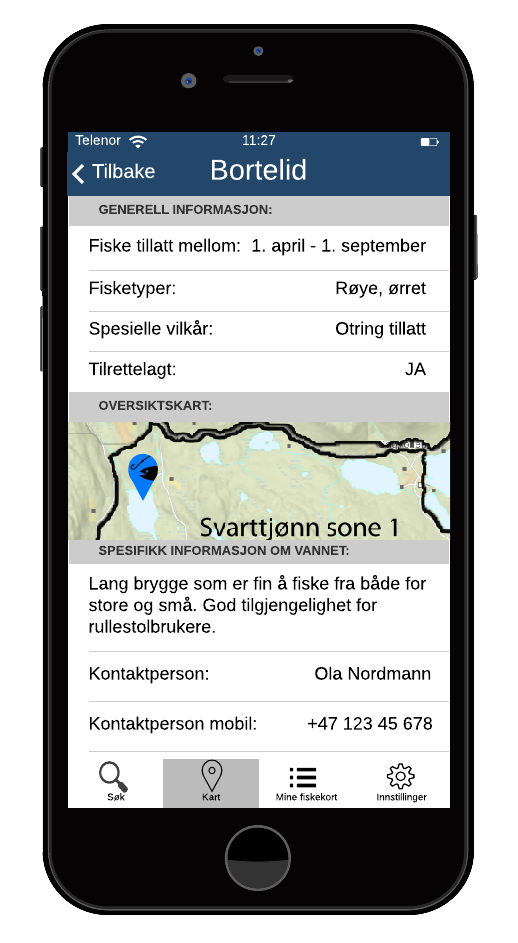 Telenor 11:27
Tilbake Bortelid
GENERELL INFORMASJON:
Fiske tillatt mellom: 1. april - 1. september
Fisketyper: Røye, ørret
Spesielle vilkår: Otring tillatt
Tilrettelagt: JA
OVERSIKTSKART:
Svarttjønn sone 1
SPESIFIKK INFORMASJON OM VANNET:
Lang brygge som er fin å fiske fra både for
store og små. God tilgjengelighet for
rullestolbrukere.
Kontaktperson: Ola Nordmann
Kontaktperson mobil: +47 123 45 678
Søk Kart Mine fiskekort Innstillinger